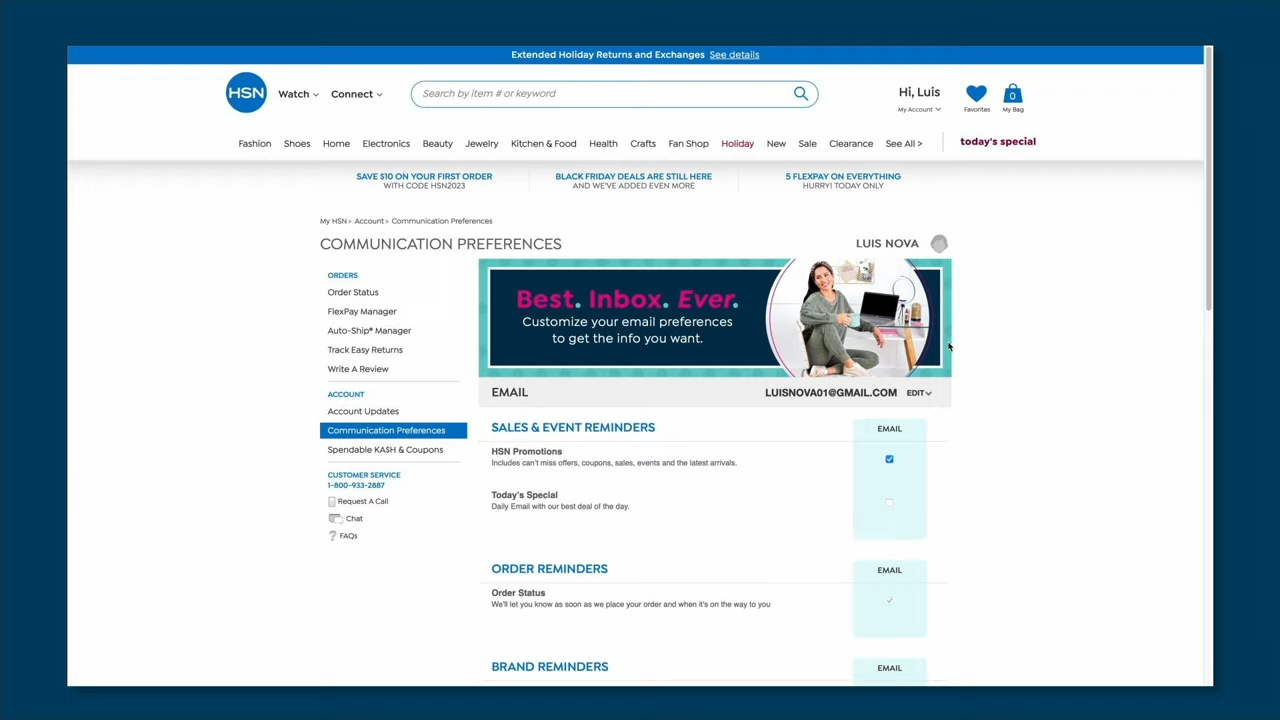 Extended Holiday Returns and Exchanges See details
HSN
Watch
Connect
Search by item # or keyword
Hi, Luis
My Account
Favorites
0
My Bag
Fashion Shoes Home Electronics Beauty Jewelry Kitchen & Food Health Crafts Fan Shop Holiday New Sale Clearance See All > today's special
SAVE $10 ON YOUR FIRST ORDER
WITH CODE HSN2023
BLACK FRIDAY DEALS ARE STILL HERE
AND WE'VE ADDED EVEN MORE
5 FLEXPAY ON EVERYTHING
HURRY! TODAY ONLY
My HSN> Account> Communication Preferences
COMMUNICATION PREFERENCES
LUIS NOVA
ORDERS
Order Status
FlexPay Manager
Auto-Ship® Manager
Track Easy Returns
Write A Review
ACCOUNT
Account Updates
Communication Preferences
Spendable KA$H & Coupons
CUSTOMER SERVICE
1-800-933-2887
Request A Call
Chat
? FAQs
Best. Inbox. Ever.
Customize your email preferences
to get the info you want.
EMAIL
LUISNOVA01@GMAIL.COM EDIT
SALES & EVENT REMINDERS
EMAIL
HSN Promotions
Includes can't miss offers, coupons, sales, events and the latest arrivals.
Today's Special
Daily Email with our best deal of the day.
ORDER REMINDERS
EMAIL
Order Status
We'll let you know as soon as we place your order and when it's on the way to you
BRAND REMINDERS
EMAIL